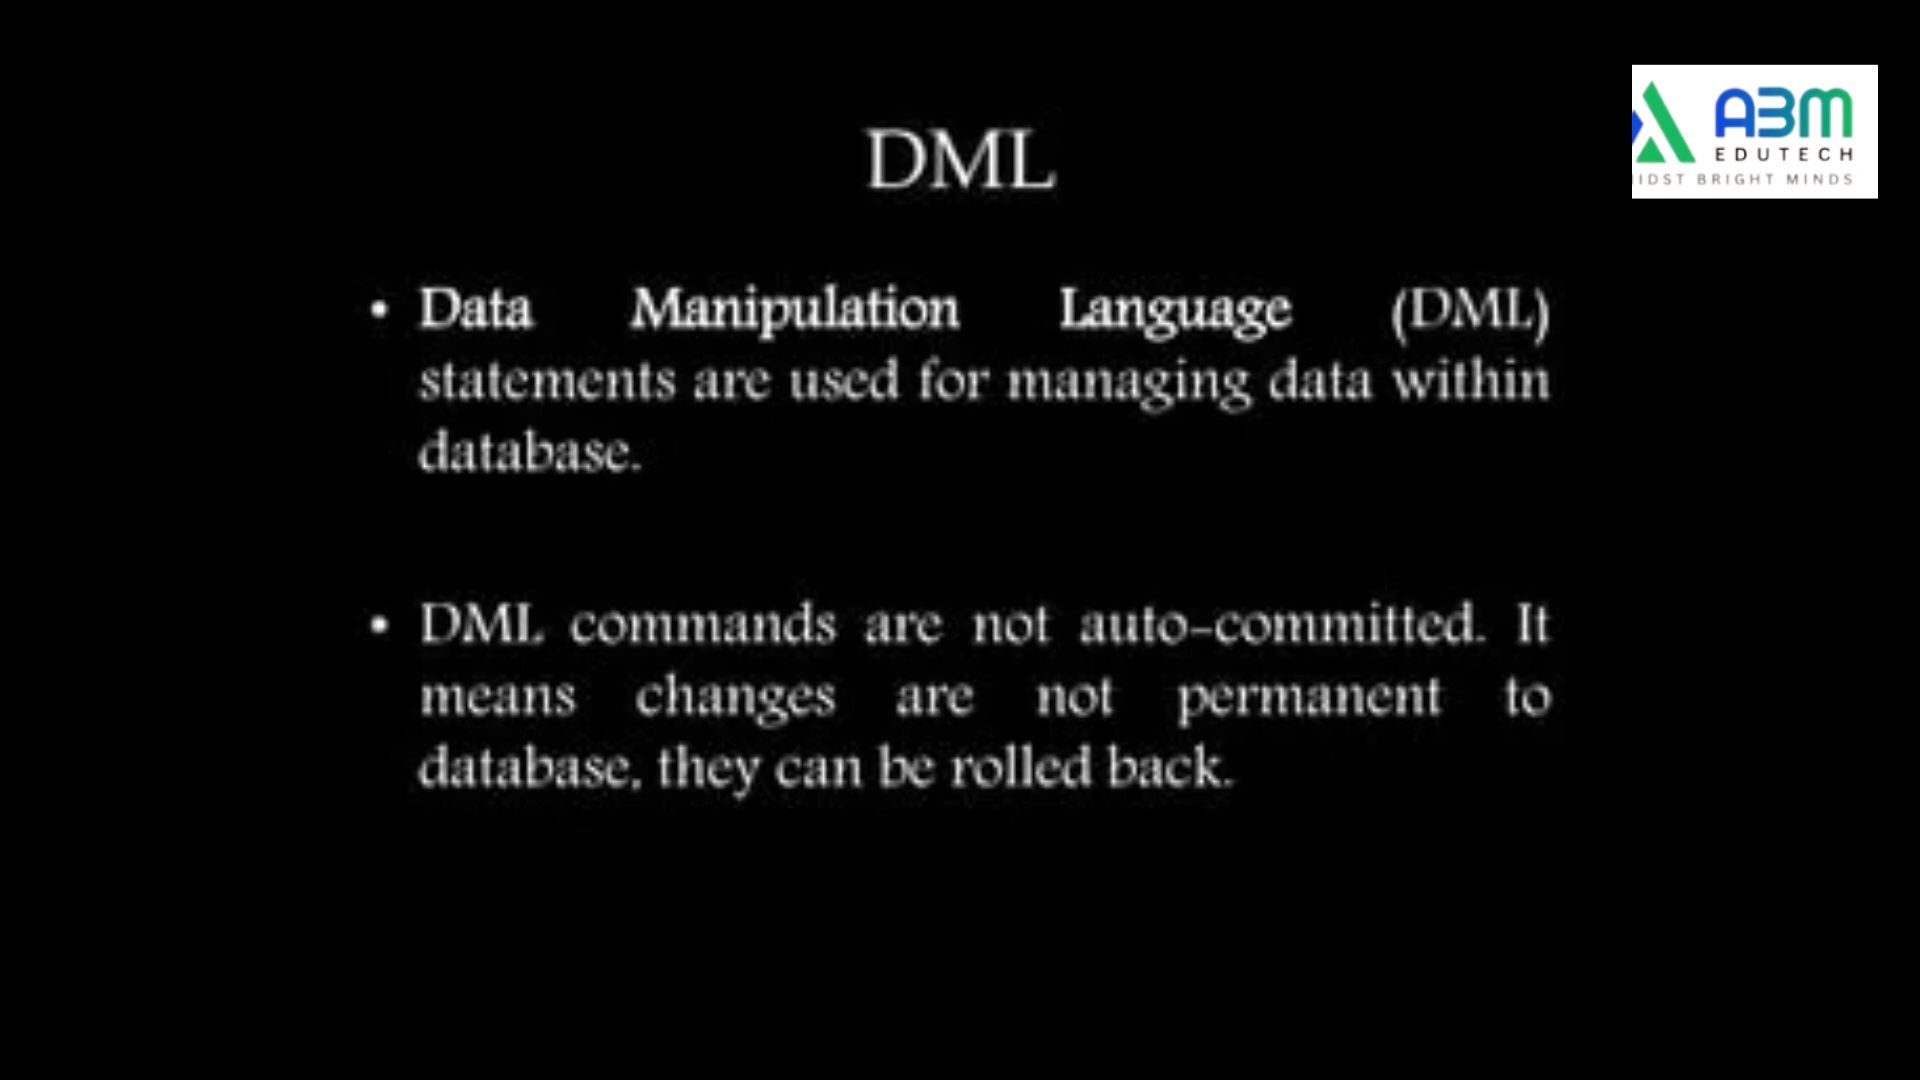 DML
ABM
EDUTECH
IDST BRIGHT MINDS
• Data Manipulation Language (DML)
statements are used for managing data within
database.
• DML commands are not auto-committed. It
means changes are not permanent to
database, they can be rolled back.